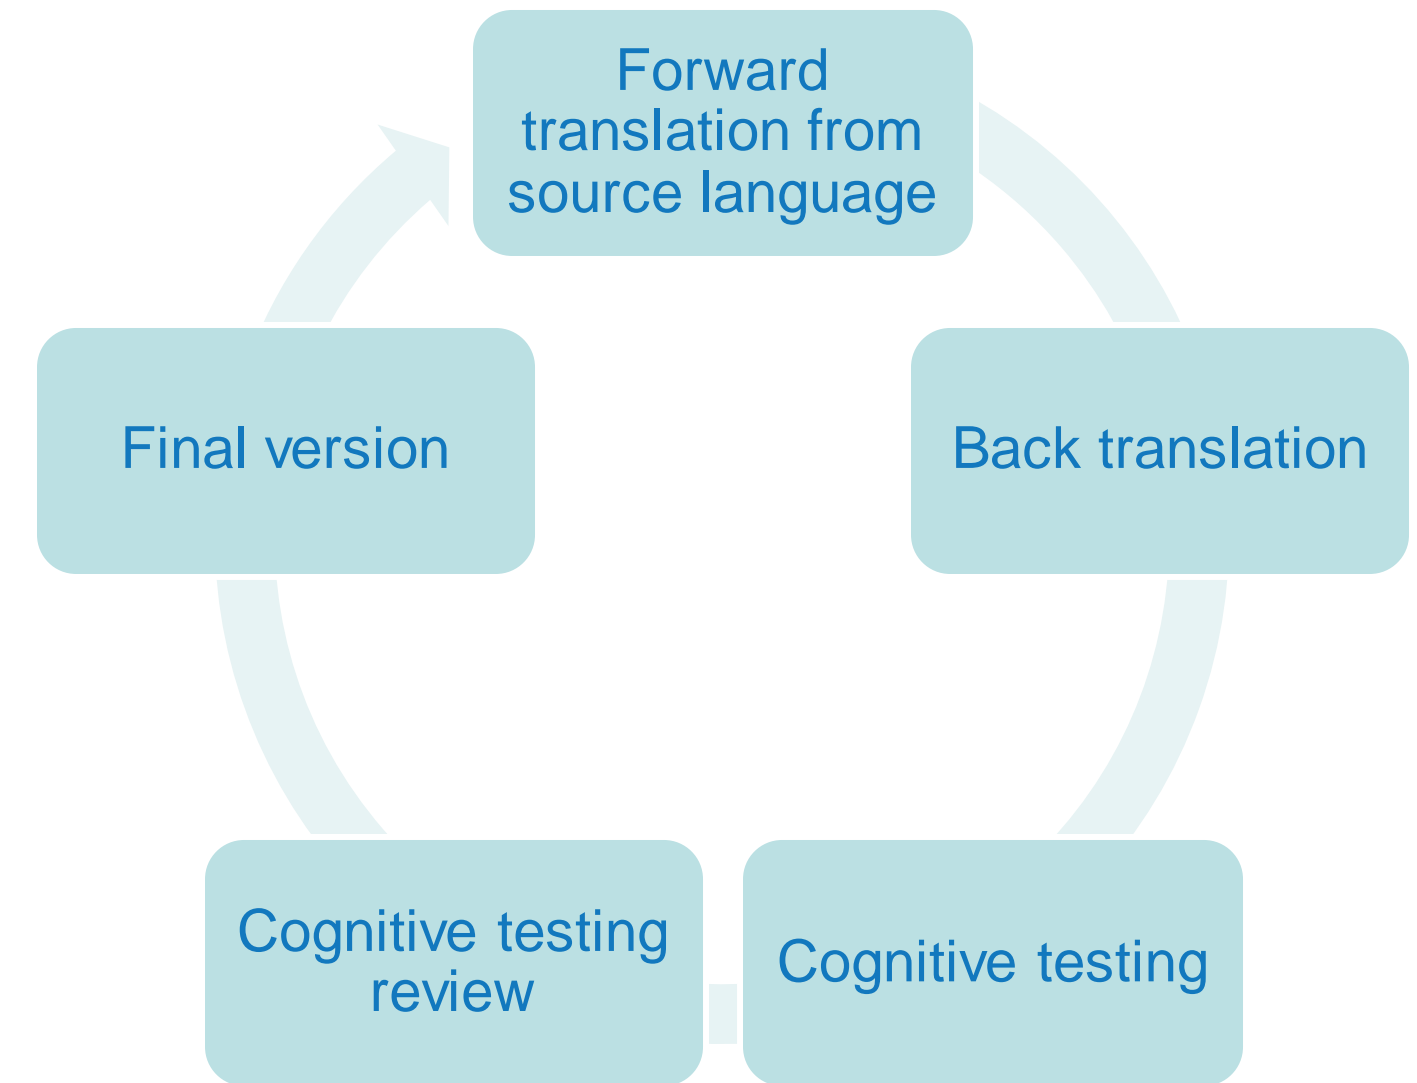 Forward
translation from
source language
Back translation
Cognitive testing
Cognitive testing
review
Final version